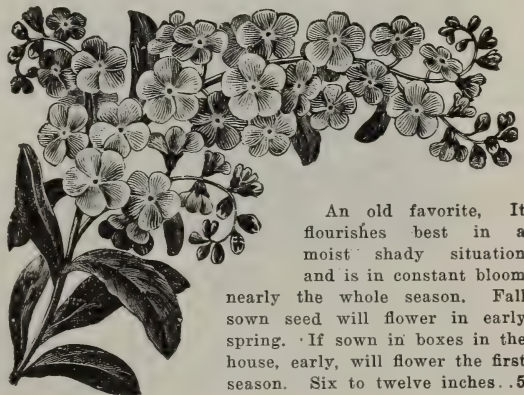 An old favorite, It
flourishes best in a
moist shady situation
and is in constant bloom
nearly the whole season. Fall
sown seed will flower in early
spring. If sown in boxes in the
house, early, will flower the first
season. Six to twelve inches..5